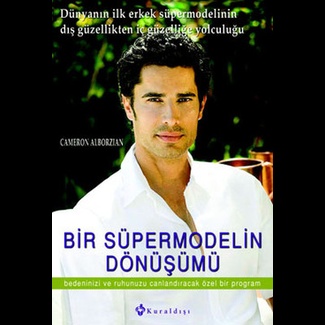 Dünyanın ilk erkek süpermodelinin
dış güzellikten iç güzelliğe yolculuğu
CAMERON ALBORZIAN
BİR SÜPERMODELİN
DÖNÜŞÜMÜ
bedeninizi ve ruhunuzu canlandıracak özel bir program
Kuraldışı